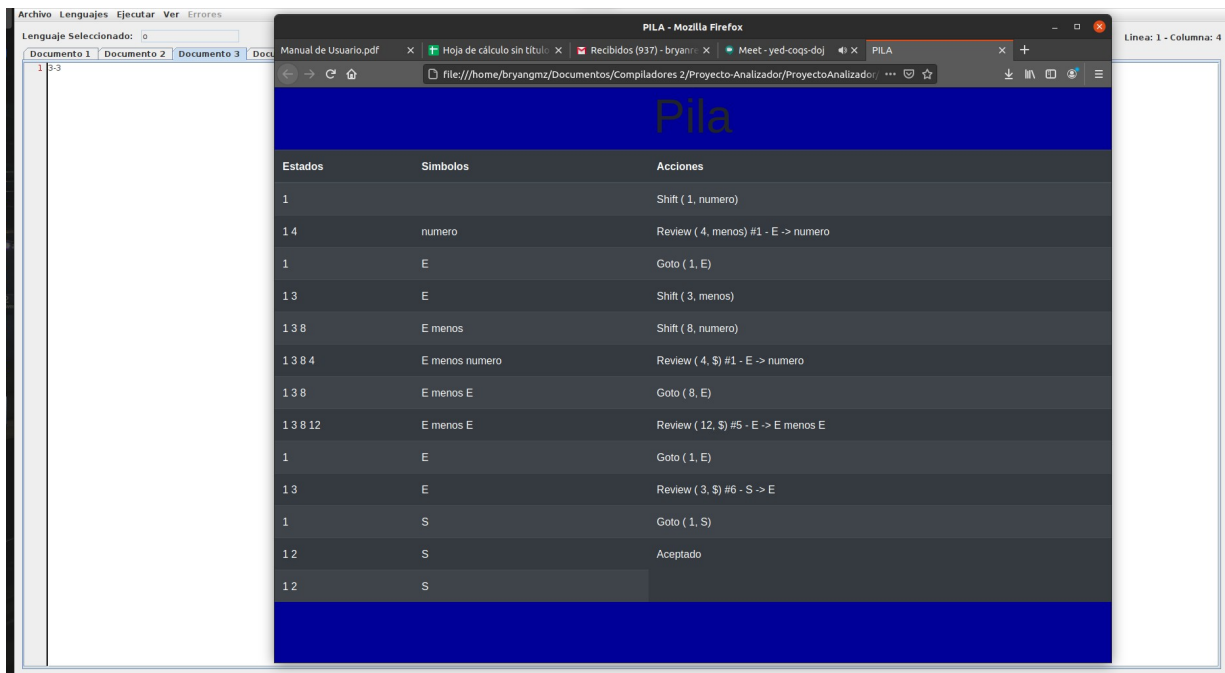 Archivo Lenguajes Ejecutar Ver Errores
Lenguaje Seleccionado: o
Linea: 1 - Columna: 4
Documento 1 Documento 2 Documento 3 Docu
1 3-3
PILA - Mozilla Firefox
Manual de Usuario.pdf Hoja de cálculo sin título Recibidos (937) - bryanre Meet - yed-coqs-doj PILA
file:///home/bryangmz/Documentos/Compiladores 2/Proyecto-Analizador/ProyectoAnalizador/
Pila
Estados Simbolos Acciones
1 Shift ( 1, numero)
1 4 numero Review ( 4, menos) #1 - E -> numero
1 E Goto ( 1, E)
1 3 E Shift ( 3, menos)
1 3 8 E menos Shift ( 8, numero)
1 3 8 4 E menos numero Review ( 4, $) #1 - E -> numero
1 3 8 E menos E Goto ( 8, E)
1 3 8 12 E menos E Review ( 12, $) #5 - E -> E menos E
1 E Goto ( 1, E)
1 3 E Review ( 3, $) #6 - S -> E
1 S Goto ( 1, S)
1 2 S Aceptado
1 2 S